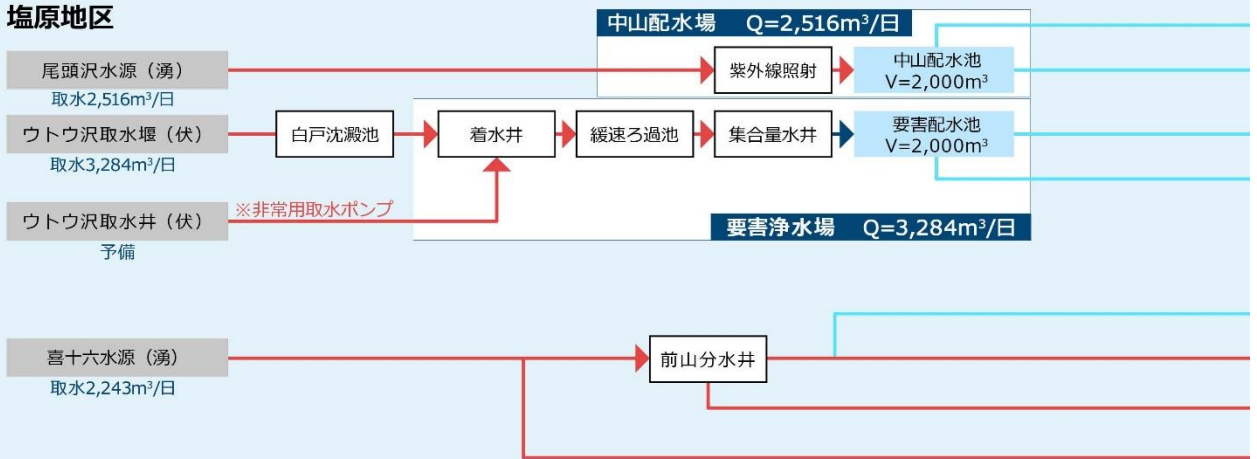 塩原地区
中山配水場 Q=2,516m³/日
尾頭沢水源（湧）
取水2,516m³/日
紫外線照射
中山配水池
V=2,000m³
ウトウ沢取水堰（伏）
取水3,284m³/日
白戸沈澱池
着水井
緩速ろ過池
集合量水井
要害配水池
V=2,000m³
ウトウ沢取水井（伏）
予備
※非常用取水ポンプ
要害浄水場 Q=3,284m³/日
喜十六水源（湧）
取水2,243m³/日
前山分水井